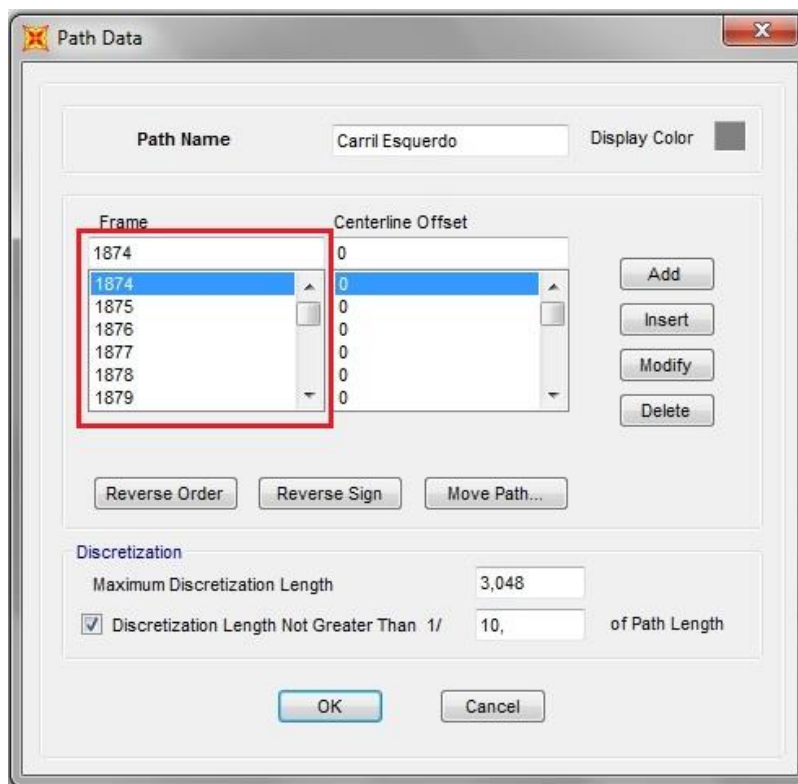 Path Data
Path Name Carril Esquerdo Display Color
Frame Centerline Offset
1874 0
1874 0
1875 0
1876 0
1877 0
1878 0
1879 0
Add
Insert
Modify
Delete
Reverse Order Reverse Sign Move Path...
Discretization
Maximum Discretization Length 3,048
Discretization Length Not Greater Than 1/ 10, of Path Length
OK Cancel